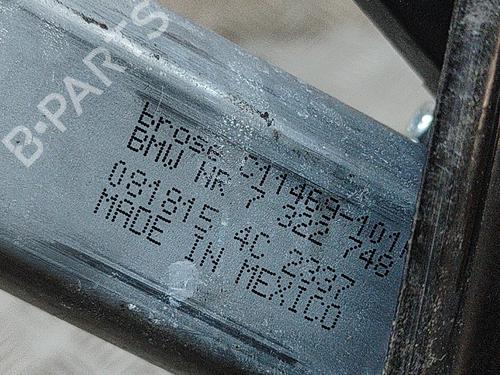 B-PARTS
brose C11469-101
BMW NR 7 322 748
081815 4C 2337
MADE IN MEXICO